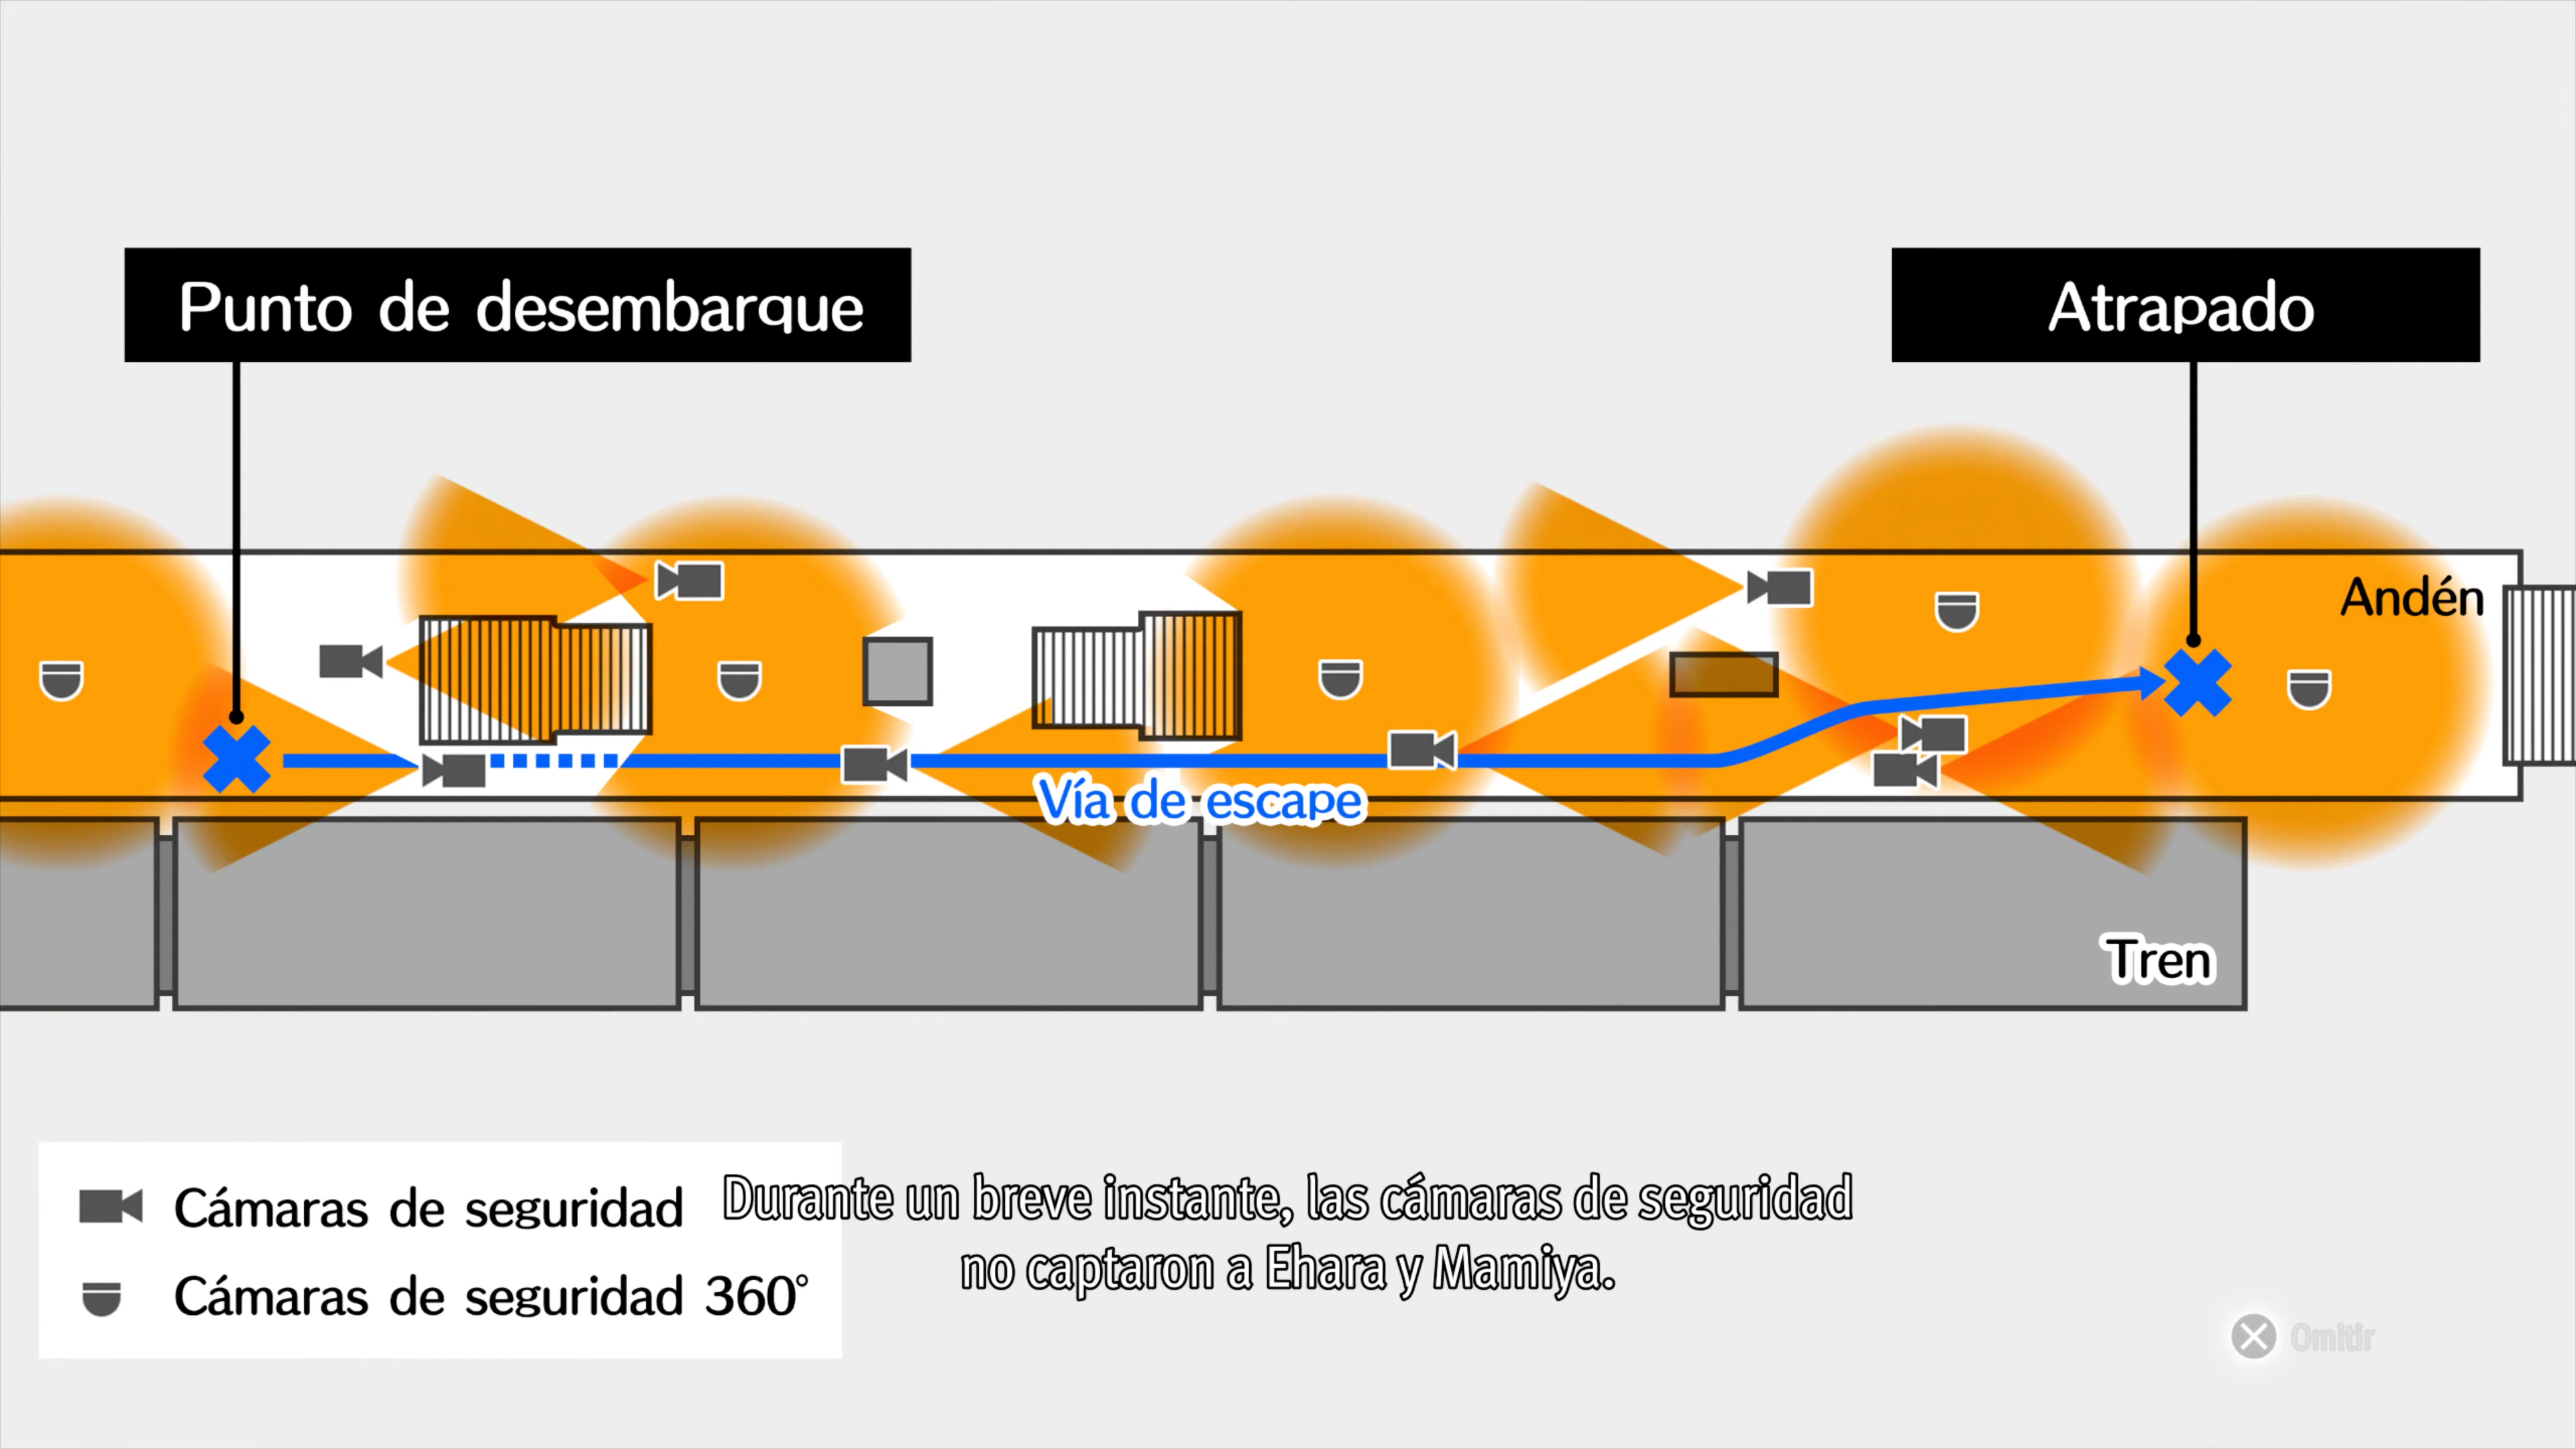 Punto de desembarque
Atrapado
Andén
Vía de escape
Tren
Cámaras de seguridad
Cámaras de seguridad 360°
Durante un breve instante, las cámaras de seguridad
no captaron a Ehara y Mamiya.
Omitir